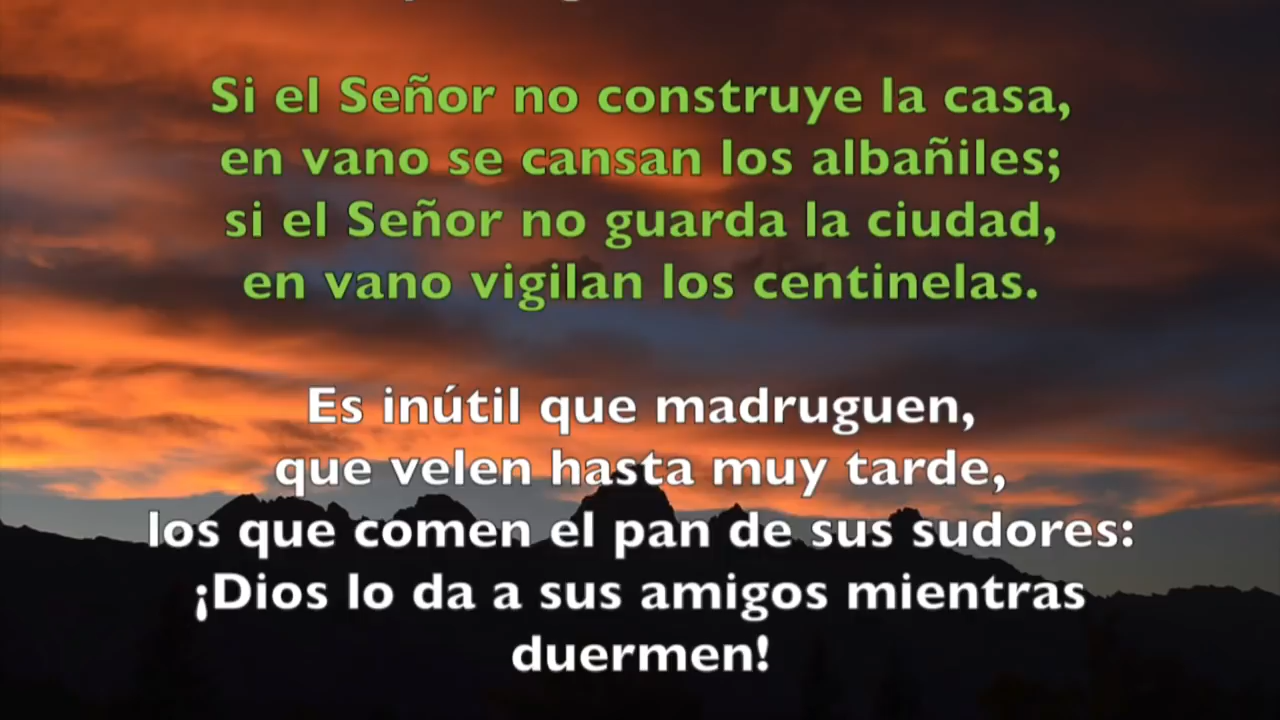 Si el Señor no construye la casa,
en vano se cansan los albañiles;
si el Señor no guarda la ciudad,
en vano vigilan los centinelas.
Es inútil que madruguen,
que velen hasta muy tarde,
los que comen el pan de sus sudores:
¡Dios lo da a sus amigos mientras
duermen!